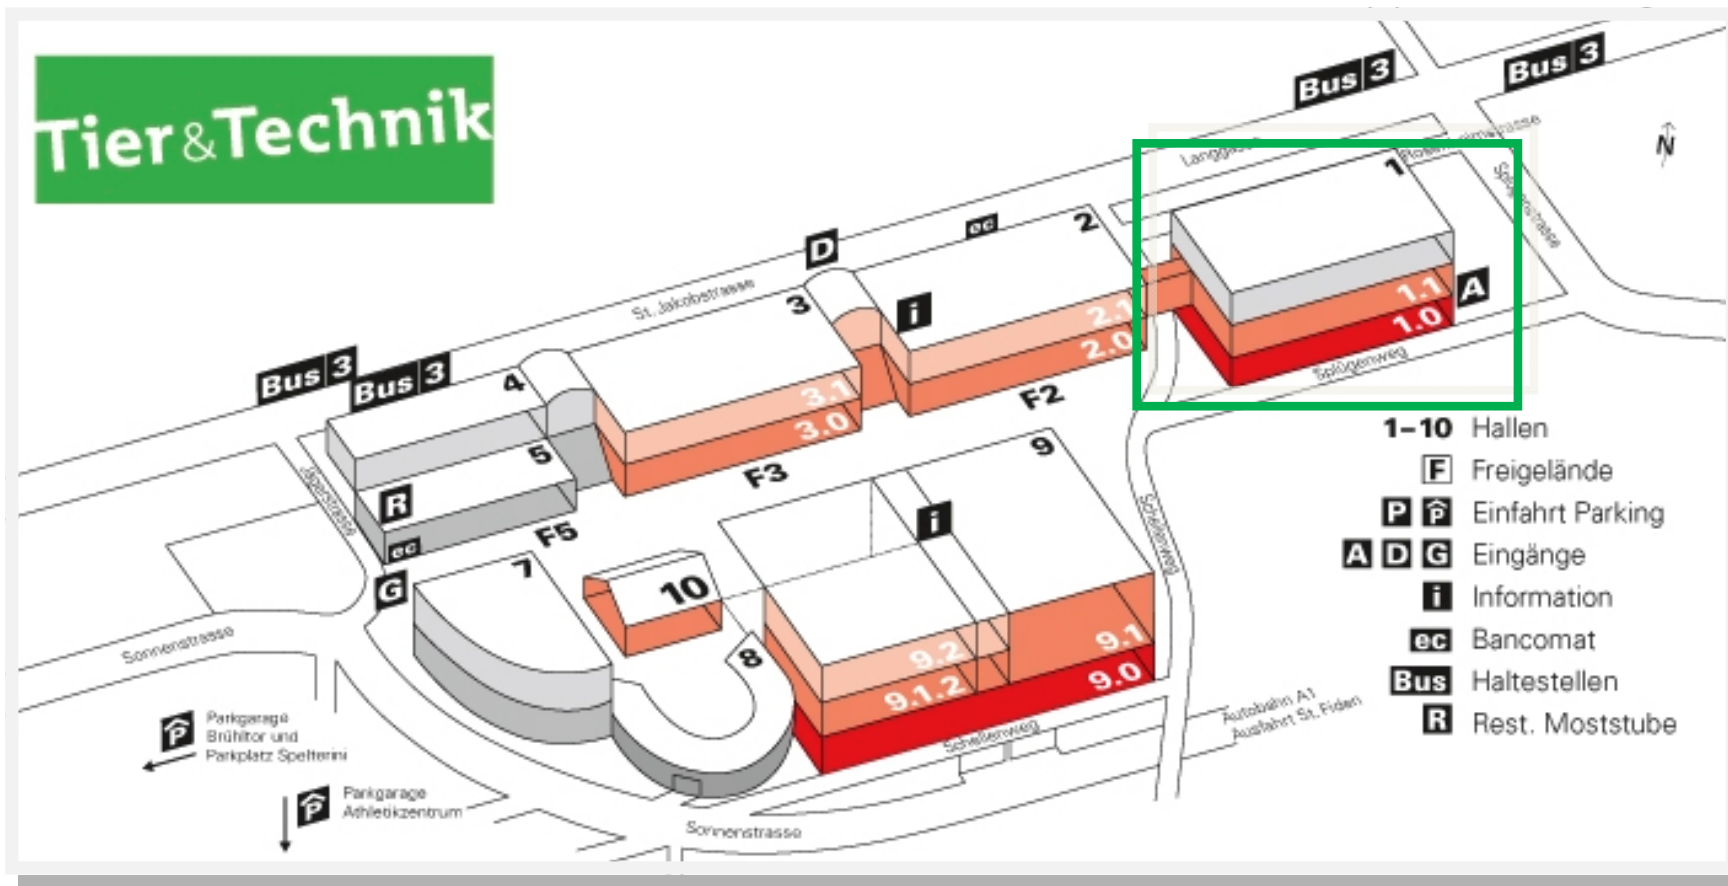 Tier&Technik
Bus 3
Bus 3
N
1
Splügenstrasse
2
ec
D
A
1.1
1.0
Splügenweg
St. Jakobstrasse
3
i
2.1
2.0
F2
Bus 3
Bus 3
4
3.1
3.0
F3
5
R
ec
F5
Jägerstrasse
G
7
10
8
9
i
9.2
9.1
9.1.2
9.0
Sonnenstrasse
Schellenweg
Autobahn A1
Ausfahrt St. Fiden
P Parkgarage
Brühltor und
Parkplatz Spelterini
P Parkgarage
Athletikzentrum
Sonnenstrasse
1–10 Hallen
F Freigelände
P P Einfahrt Parking
A D G Eingänge
i Information
ec Bancomat
Bus Haltestellen
R Rest. Moststube